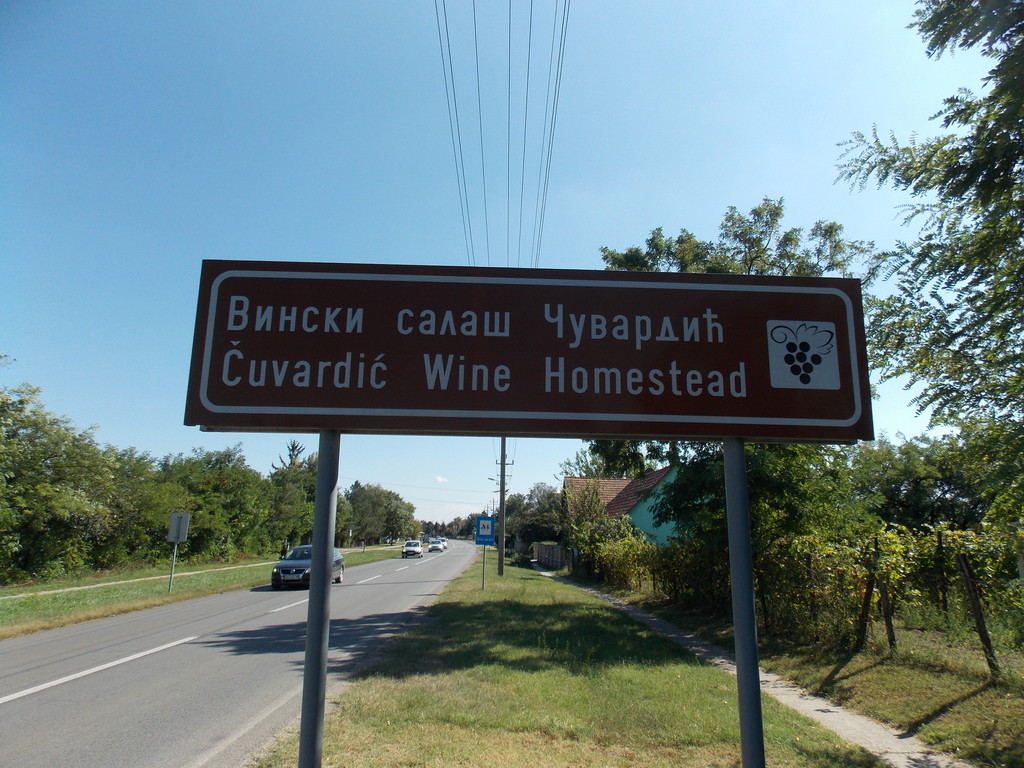 Вински салаш Чувардић
Čuvardić Wine Homestead